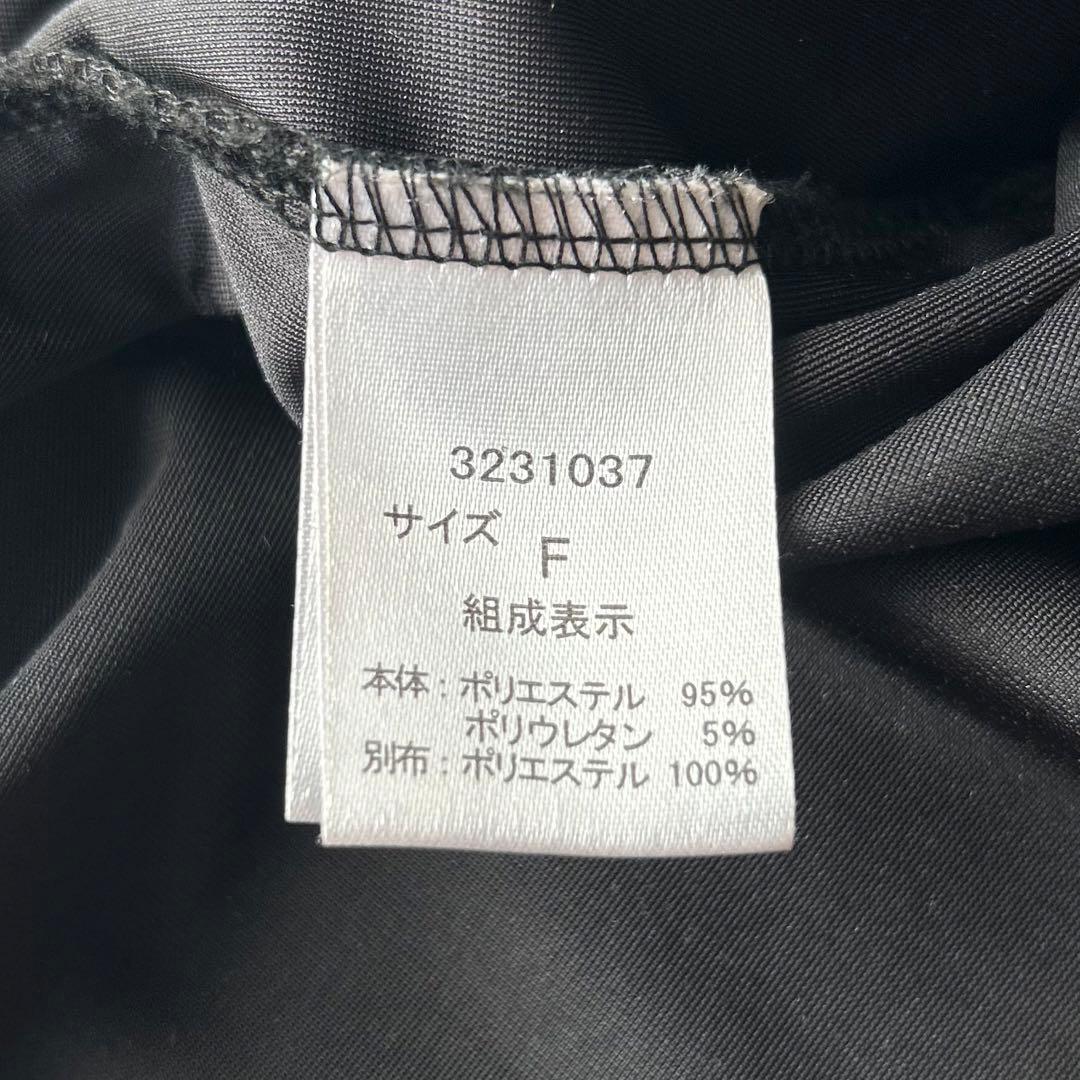 3231037
サイズ F
組成表示
本体：ポリエステル 95%
ポリウレタン 5%
別布：ポリエステル 100%